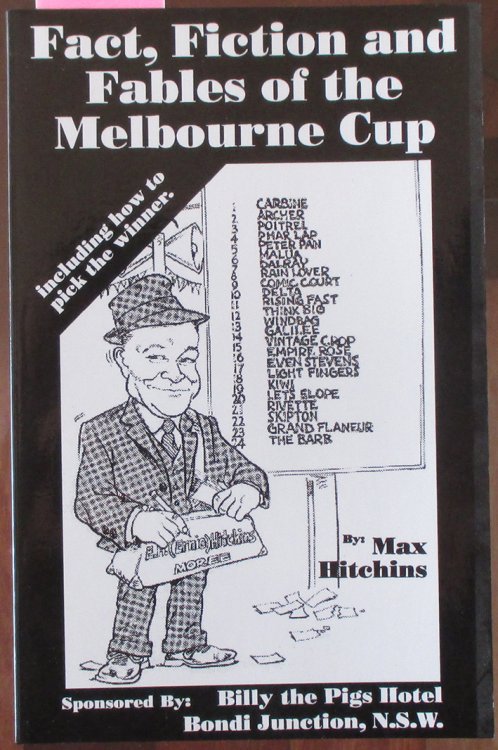 Fact, Fiction and
Fables of the
Melbourne Cup
including how to
pick the winner.
1 CARBINE
2 ARCHER
3 POITREL
4 PHAR LAP
5 PETER PAN
6 MALUA
7 DALRAY
8 RAIN LOVER
9 COMIC COURT
10 DELTA
11 RISING FAST
12 THINK BIG
13 WINDBAG
14 GALILEE
15 VINTAGE CROP
16 EMPIRE ROSE
17 EVEN STEVENS
18 LIGHT FINGERS
19 KIWI
20 LETS ELOPE
21 RIVETTE
22 SKIPTON
23 GRAND FLANEUR
24 THE BARB
(Ernie) Hitchins
MOREE
By: Max
Hitchins
Sponsored By: Billy the Pigs Hotel
Bondi Junction, N.S.W.